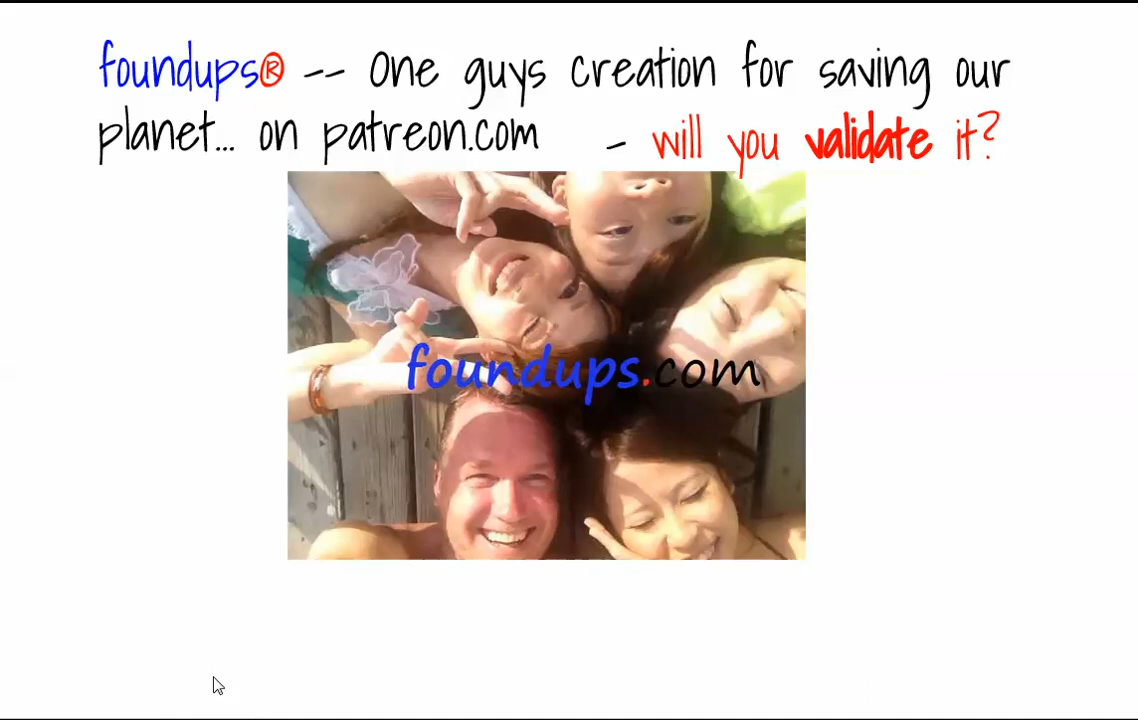 foundups® -- One guys creation for saving our
planet... on patreon.com - will you validate it?
foundups.com